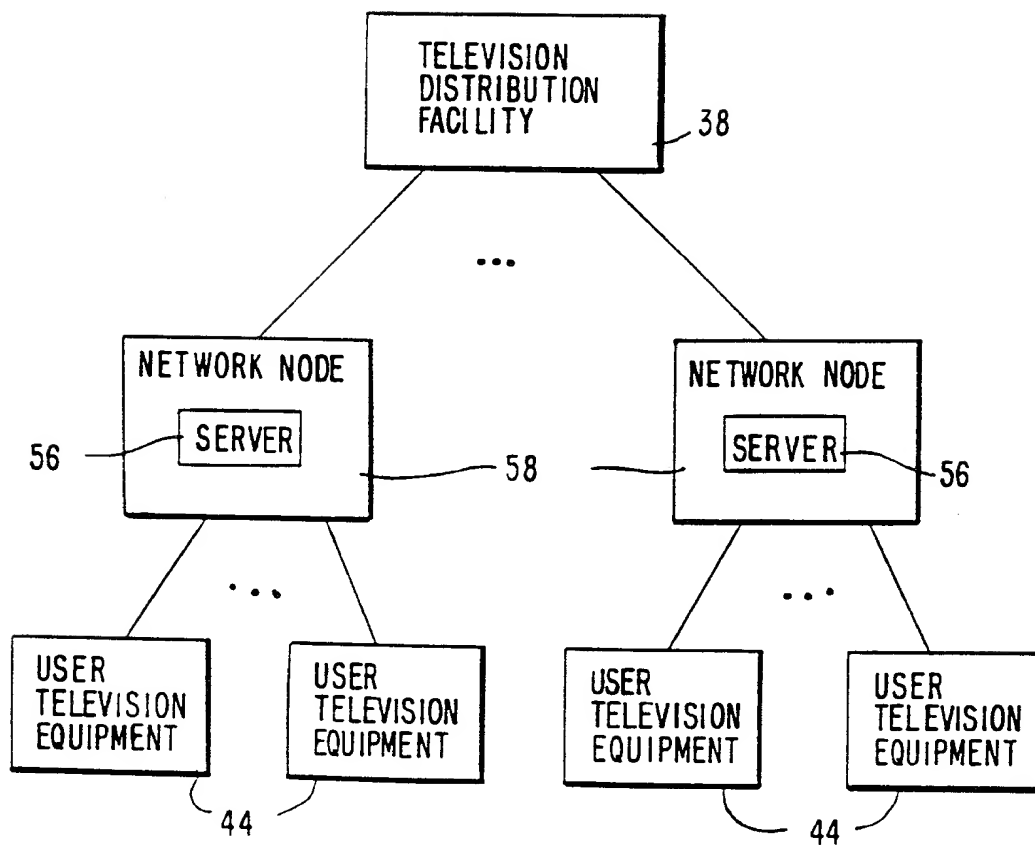 TELEVISION
DISTRIBUTION
FACILITY
38
NETWORK NODE
SERVER
56
58
NETWORK NODE
SERVER
56
USER
TELEVISION
EQUIPMENT
USER
TELEVISION
EQUIPMENT
44
USER
TELEVISION
EQUIPMENT
USER
TELEVISION
EQUIPMENT
44